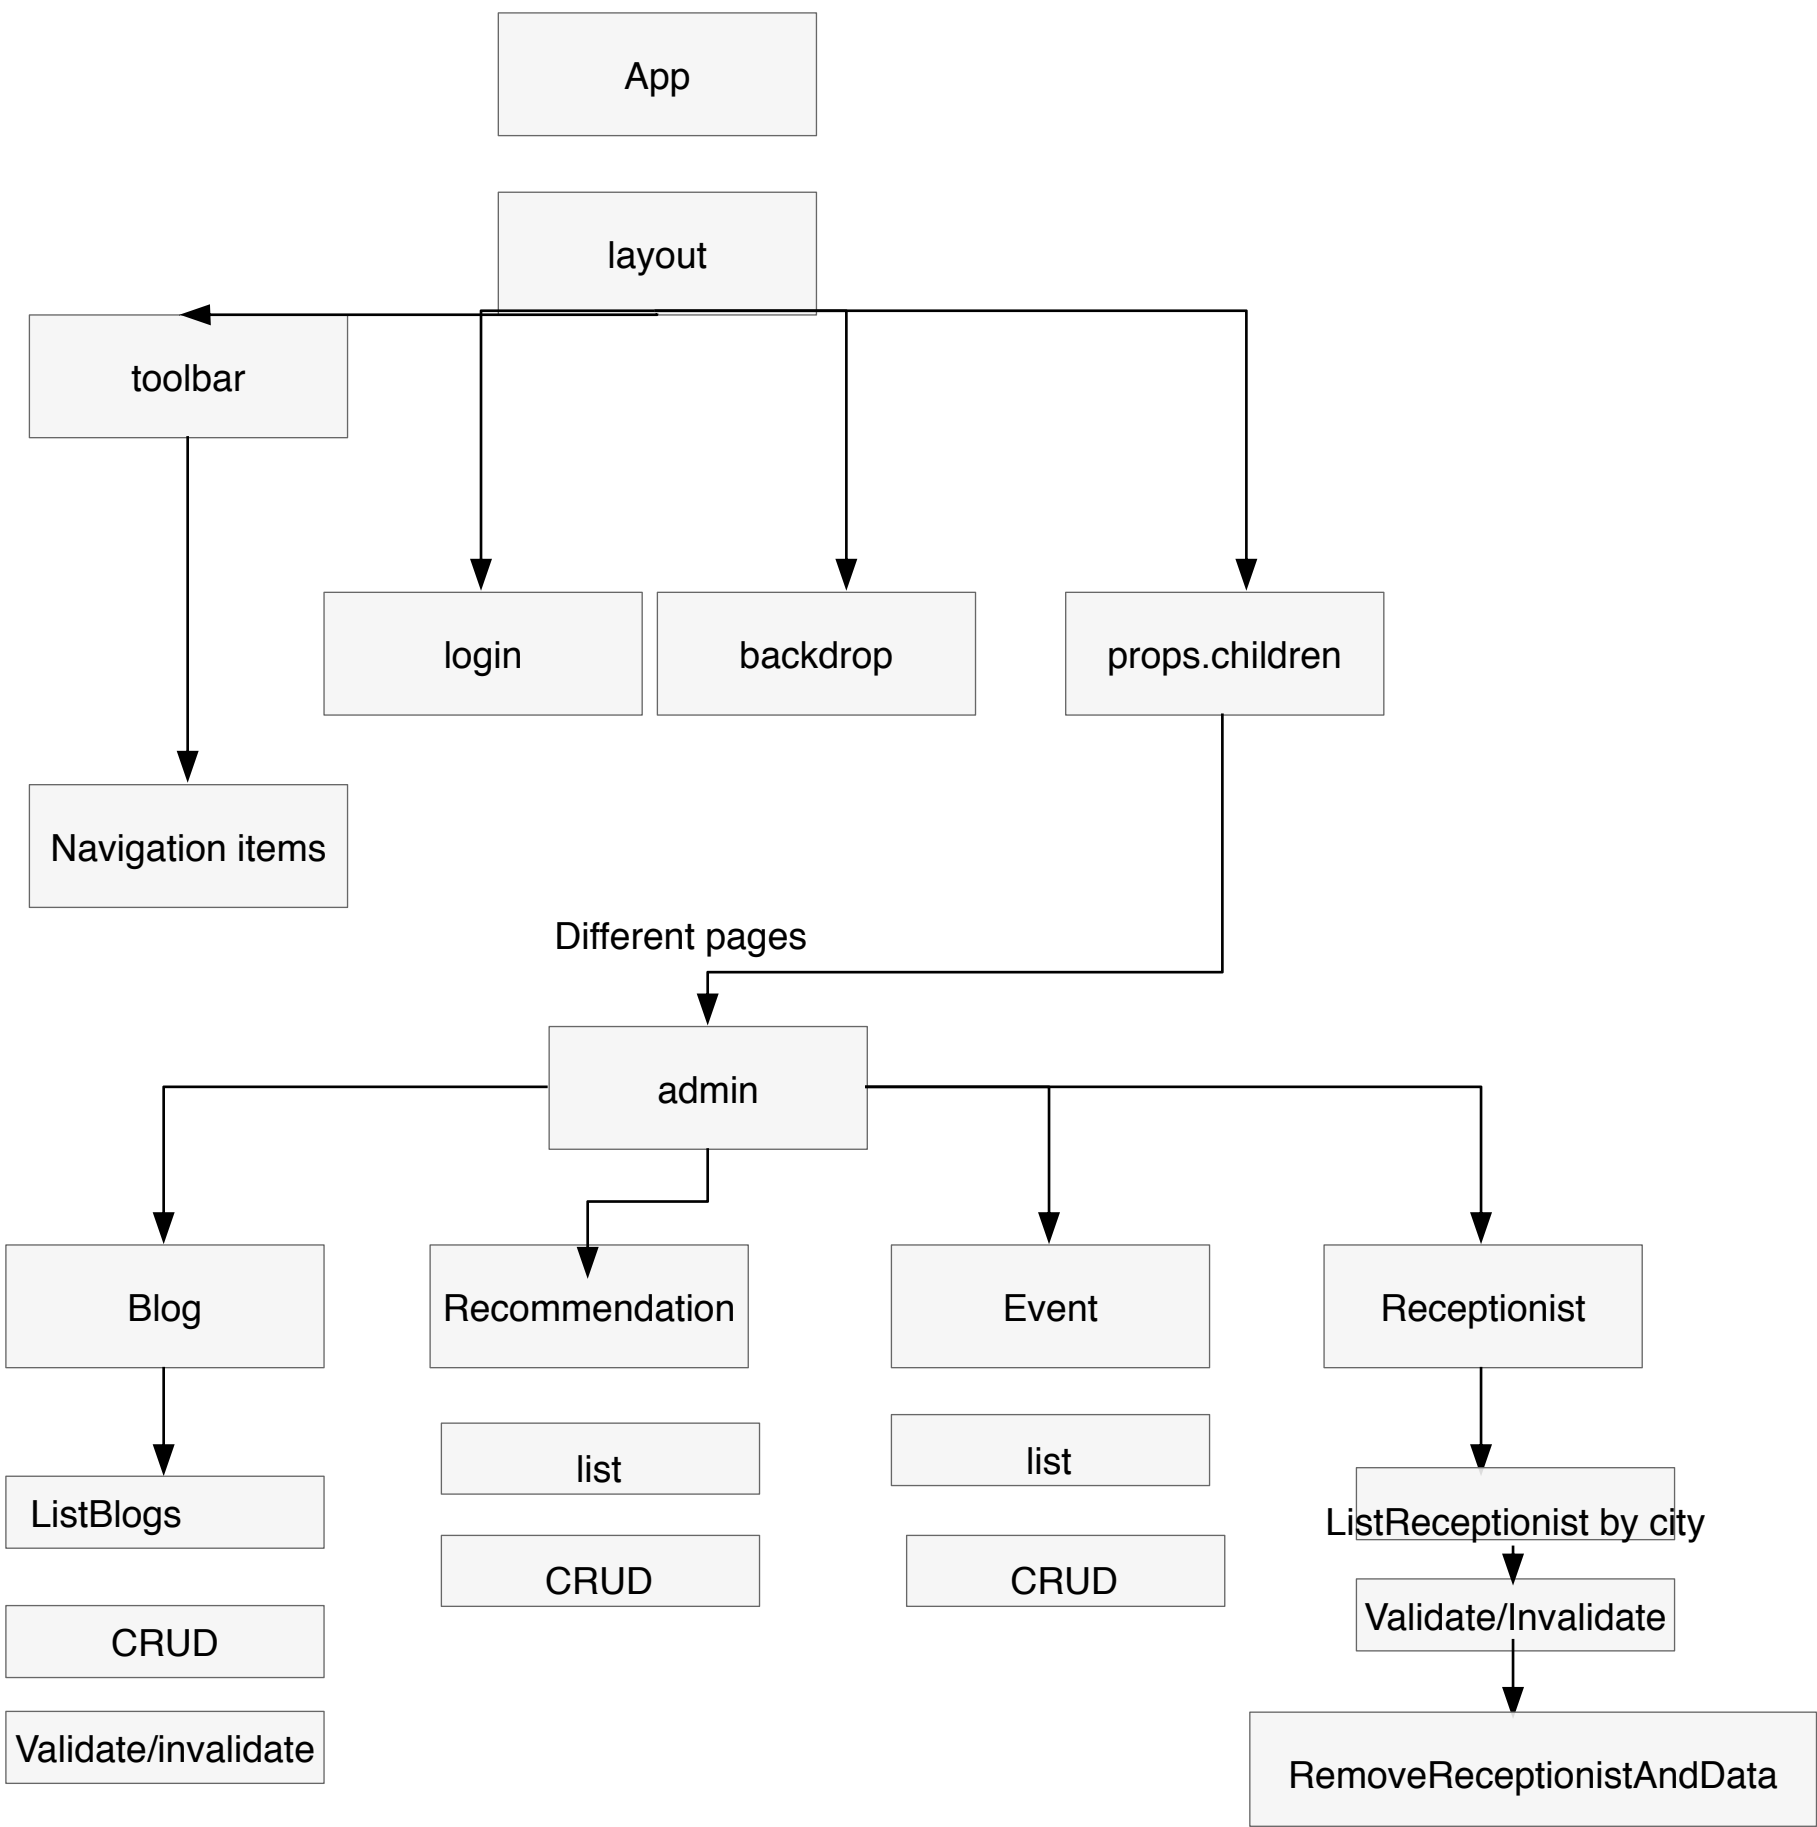 App
layout
toolbar
login
backdrop
props.children
Navigation items
Different pages
admin
Blog
Recommendation
Event
Receptionist
ListBlogs
list
list
ListReceptionist by city
CRUD
CRUD
CRUD
Validate/Invalidate
Validate/invalidate
RemoveReceptionistAndData